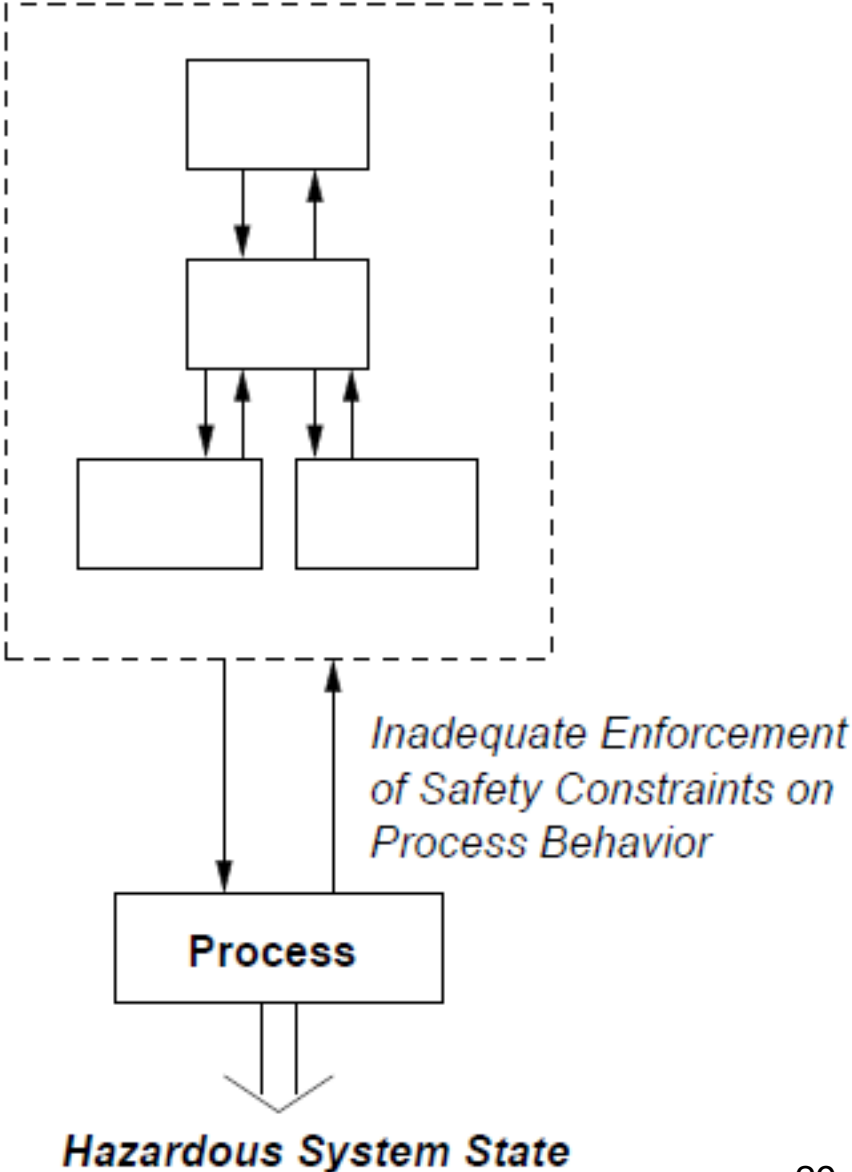 Inadequate Enforcement
of Safety Constraints on
Process Behavior
Process
Hazardous System State